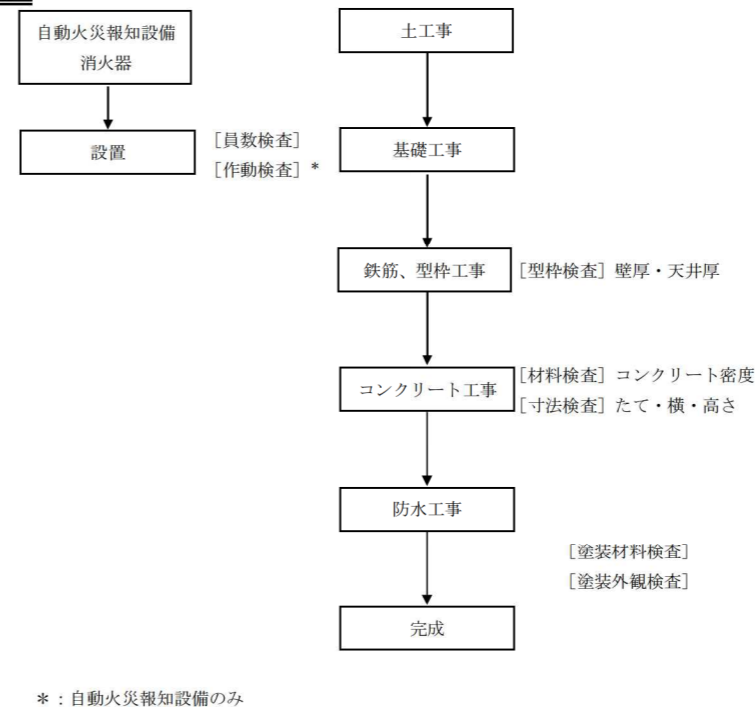 自動火災報知設備
消火器
設置
［員数検査］
［作動検査］*
土工事
基礎工事
鉄筋、型枠工事
［型枠検査］壁厚・天井厚
コンクリート工事
［材料検査］コンクリート密度
［寸法検査］たて・横・高さ
防水工事
［塗装材料検査］
［塗装外観検査］
完成
＊：自動火災報知設備のみ